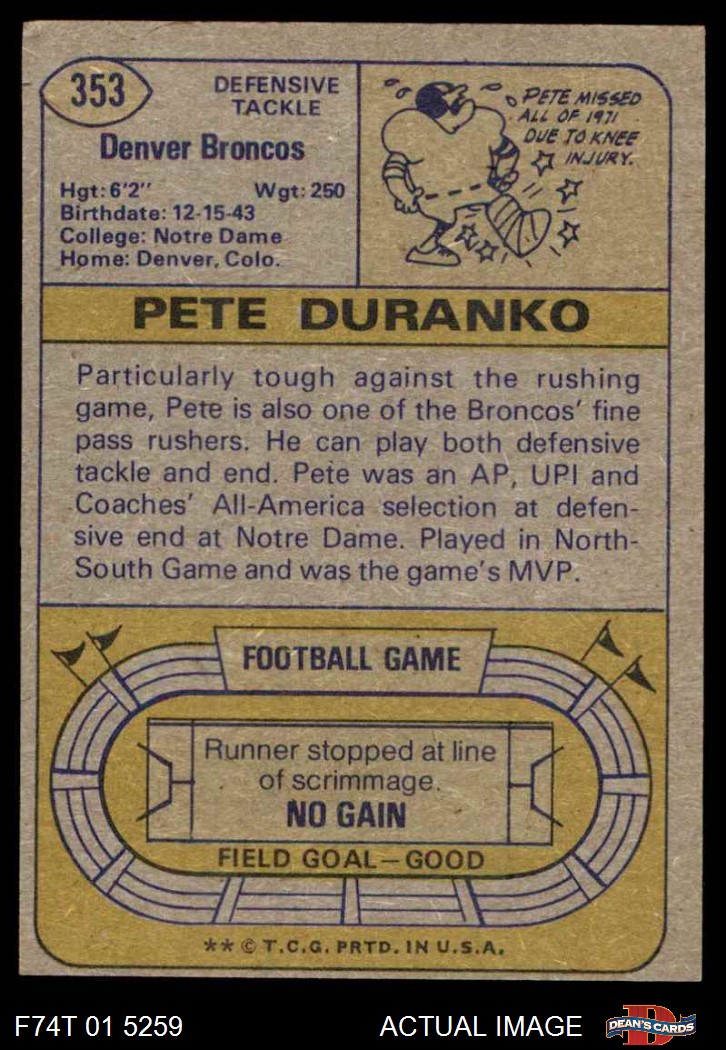 353
DEFENSIVE
TACKLE
Denver Broncos
Hgt: 6'2" Wgt: 250
Birthdate: 12-15-43
College: Notre Dame
Home: Denver, Colo.
PETE MISSED
ALL OF 1971
DUE TO KNEE
INJURY.
PETE DURANKO
Particularly tough against the rushing
game, Pete is also one of the Broncos' fine
pass rushers. He can play both defensive
tackle and end. Pete was an AP, UPI and
Coaches' All-America selection at defen-
sive end at Notre Dame. Played in North-
South Game and was the game's MVP.
FOOTBALL GAME
Runner stopped at line
of scrimmage.
NO GAIN
FIELD GOAL—GOOD
** © T.C.G. PRTD. IN U.S.A.
F74T 01 5259 ACTUAL IMAGE
D
DEAN'S CARDS